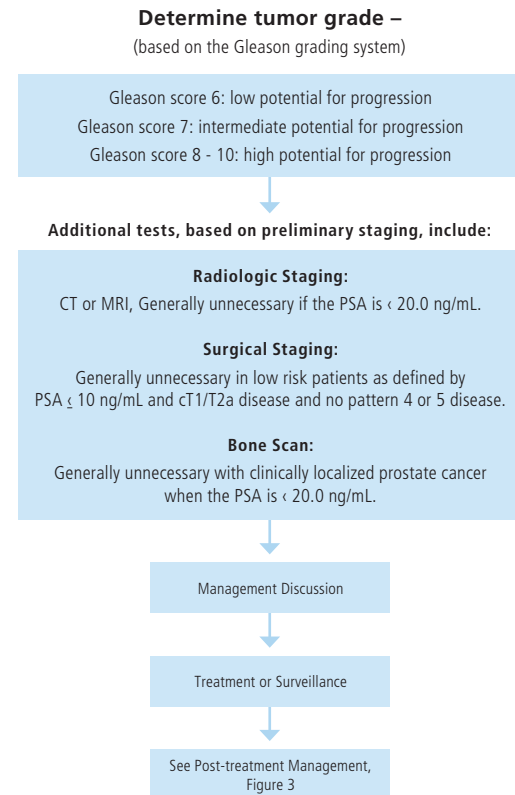 Determine tumor grade –
(based on the Gleason grading system)
Gleason score 6: low potential for progression
Gleason score 7: intermediate potential for progression
Gleason score 8 - 10: high potential for progression
Additional tests, based on preliminary staging, include:
Radiologic Staging:
CT or MRI, Generally unnecessary if the PSA is ‹ 20.0 ng/mL.
Surgical Staging:
Generally unnecessary in low risk patients as defined by
PSA ≤ 10 ng/mL and cT1/T2a disease and no pattern 4 or 5 disease.
Bone Scan:
Generally unnecessary with clinically localized prostate cancer
when the PSA is ‹ 20.0 ng/mL.
Management Discussion
Treatment or Surveillance
See Post-treatment Management,
Figure 3